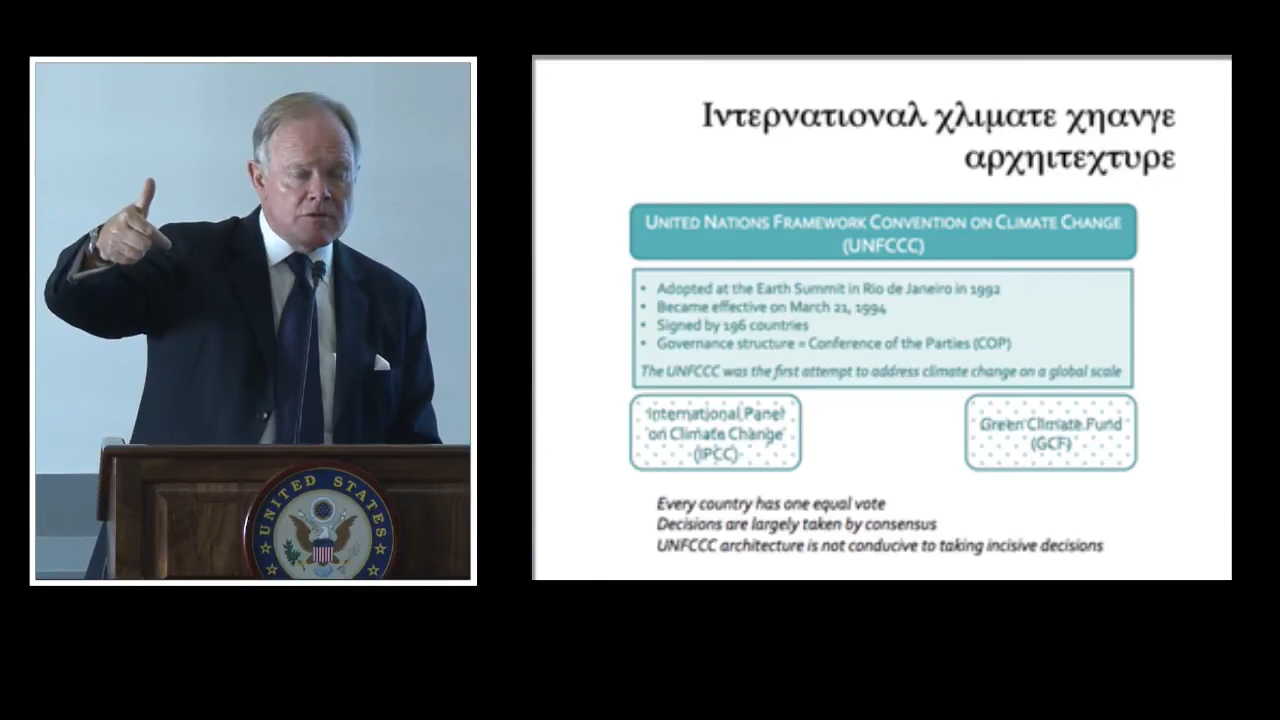 Ιντερνατιοναλ χλιματε χηανγε
αρχηιτεχτυρε
UNITED NATIONS FRAMEWORK CONVENTION ON CLIMATE CHANGE
(UNFCCC)
• Adopted at the Earth Summit in Rio de Janeiro in 1992
• Became effective on March 21, 1994
• Signed by 196 countries
• Governance structure = Conference of the Parties (COP)
The UNFCCC was the first attempt to address climate change on a global scale
International Panel
on Climate Change
(IPCC)
Green Climate Fund
(GCF)
Every country has one equal vote
Decisions are largely taken by consensus
UNFCCC architecture is not conducive to taking incisive decisions
UNITED STATES